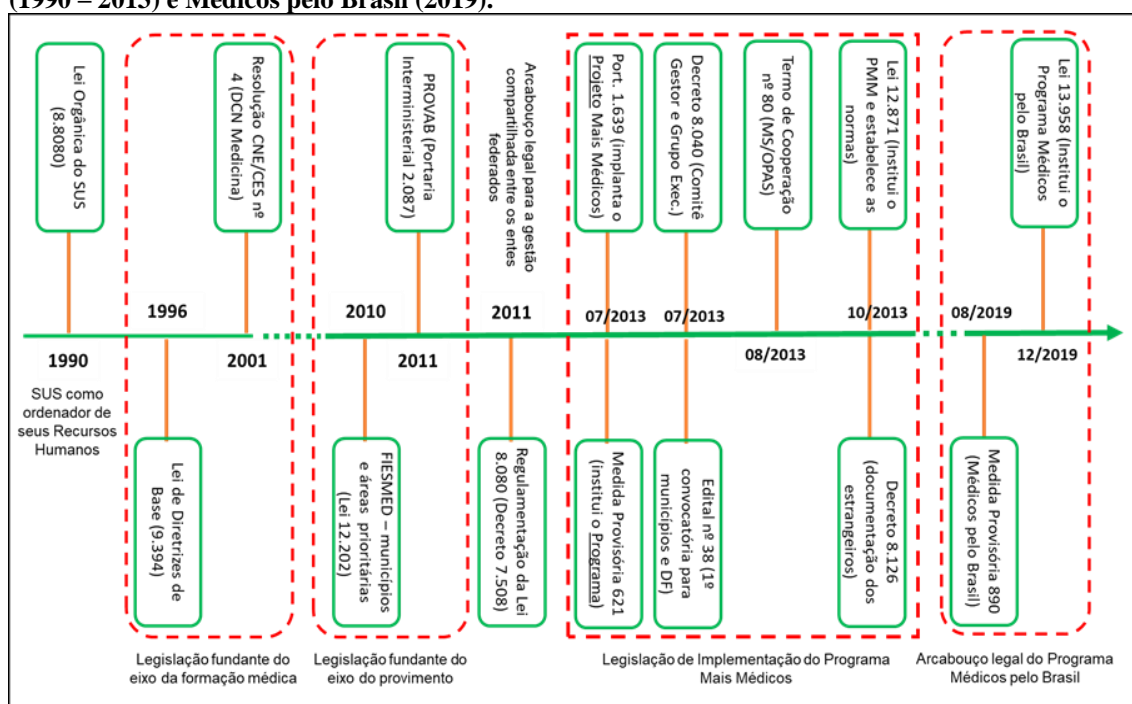 (1990 – 2015) e Médicos pelo Brasil (2019).
Lei Orgânica do SUS
(8.8080)
Resolução CNE/CES nº
4 (DCN Medicina)
PROVAB (Portaria
Interministerial 2.087)
Arcabouço legal para a gestão
compartilhada entre os entes
federados
Port. 1.639 (implanta o
Projeto Mais Médicos)
Decreto 8.040 (Comitê
Gestor e Grupo Exec.)
Termo de Cooperação
nº 80 (MS/OPAS)
Lei 12.871 (Institui o
PMM e estabelece as
normas)
Lei 13.958 (Institui o
Programa Médicos
pelo Brasil)
1996
2010
2011
07/2013
07/2013
10/2013
08/2019
1990
2001
2011
08/2013
12/2019
SUS como
ordenador de
seus Recursos
Humanos
Lei de Diretrizes de
Base (9.394)
FIESMED – municípios
e áreas prioritárias
(Lei 12.202)
Regulamentação da Lei
8.080 (Decreto 7.508)
Medida Provisória 621
(institui o Programa)
Edital nº 38 (1º
convocatória para
municípios e DF)
Decreto 8.126
(documentação dos
estrangeiros)
Medida Provisória 890
(Médicos pelo Brasil)
Legislação fundante do
eixo da formação médica
Legislação fundante do
eixo do provimento
Legislação de Implementação do Programa
Mais Médicos
Arcabouço legal do Programa
Médicos pelo Brasil